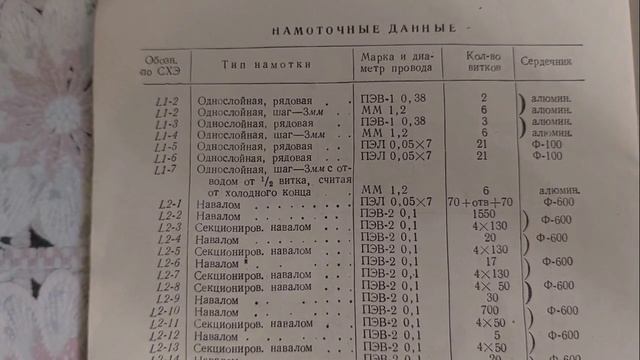 НАМОТОЧНЫЕ ДАННЫЕ
Обозн. по СХЭ Тип намотки Марка и диаметр провода Кол-во витков Сердечник
L1-2 Однослойная, рядовая . . ПЭВ-1 0,38 2 алюмин.
L1-2 Однослойная, шаг—3мм . . ММ 1,2 6 алюмин.
L1-3 Однослойная, рядовая . . ПЭВ-1 0,38 3 алюмин.
L1-4 Однослойная, шаг—3мм . . ММ 1,2 6 алюмин.
L1-5 Однослойная, рядовая . . ПЭЛ 0,05×7 21 Ф-100
L1-6 Однослойная, рядовая . . ПЭЛ 0,05×7 21 Ф-100
L1-7 Однослойная, шаг—3мм с от-
водом от 1/2 витка, считая
от холодного конца . . . ММ 1,2 6 алюмин.
L2-1 Навалом . . . . . . . ПЭЛ 0,05×7 70+отв+70 Ф-600
L2-2 Навалом . . . . . . . ПЭВ-2 0,1 1550 Ф-600
L2-3 Секциониров. навалом . . . ПЭВ-2 0,1 4×130
L2-4 Навалом . . . . . . . ПЭВ-2 0,1 20 Ф-600
L2-5 Секциониров. навалом . . . ПЭВ-2 0,1 4×130
L2-6 Навалом . . . . . . . ПЭВ-2 0,1 17 Ф-600
L2-7 Секциониров. навалом . . . ПЭВ-2 0,1 4×130
L2-8 Секциониров. навалом . . . ПЭВ-2 0,1 4× 50 Ф-600
L2-9 Навалом . . . . . . . ПЭВ-2 0,1 30
L2-10 Навалом . . . . . . . ПЭВ-2 0,1 700 Ф-600
L2-11 Секциониров. навалом . . . ПЭВ-2 0,1 4×50
L2-12 Навалом . . . . . . . ПЭВ-2 0,1 5 Ф-600
L2-13 Секциониров. навалом . . . ПЭВ-2 0,1 4×50